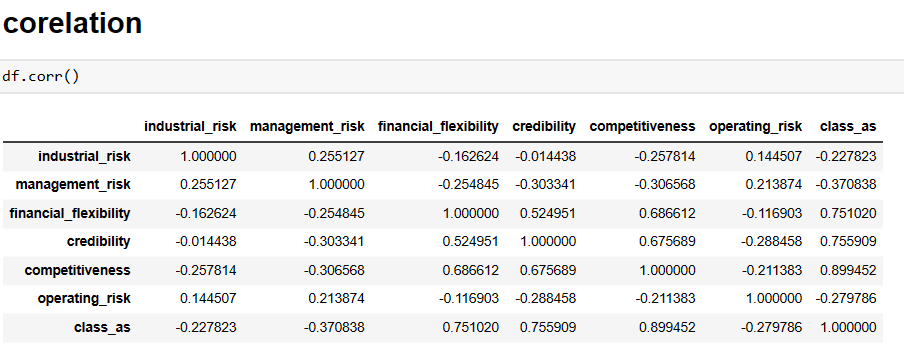 corelation
df.corr()
industrial_risk management_risk financial_flexibility credibility competitiveness operating_risk class_as
industrial_risk 1.000000 0.255127 -0.162624 -0.014438 -0.257814 0.144507 -0.227823
management_risk 0.255127 1.000000 -0.254845 -0.303341 -0.306568 0.213874 -0.370838
financial_flexibility -0.162624 -0.254845 1.000000 0.524951 0.686612 -0.116903 0.751020
credibility -0.014438 -0.303341 0.524951 1.000000 0.675689 -0.288458 0.755909
competitiveness -0.257814 -0.306568 0.686612 0.675689 1.000000 -0.211383 0.899452
operating_risk 0.144507 0.213874 -0.116903 -0.288458 -0.211383 1.000000 -0.279786
class_as -0.227823 -0.370838 0.751020 0.755909 0.899452 -0.279786 1.000000